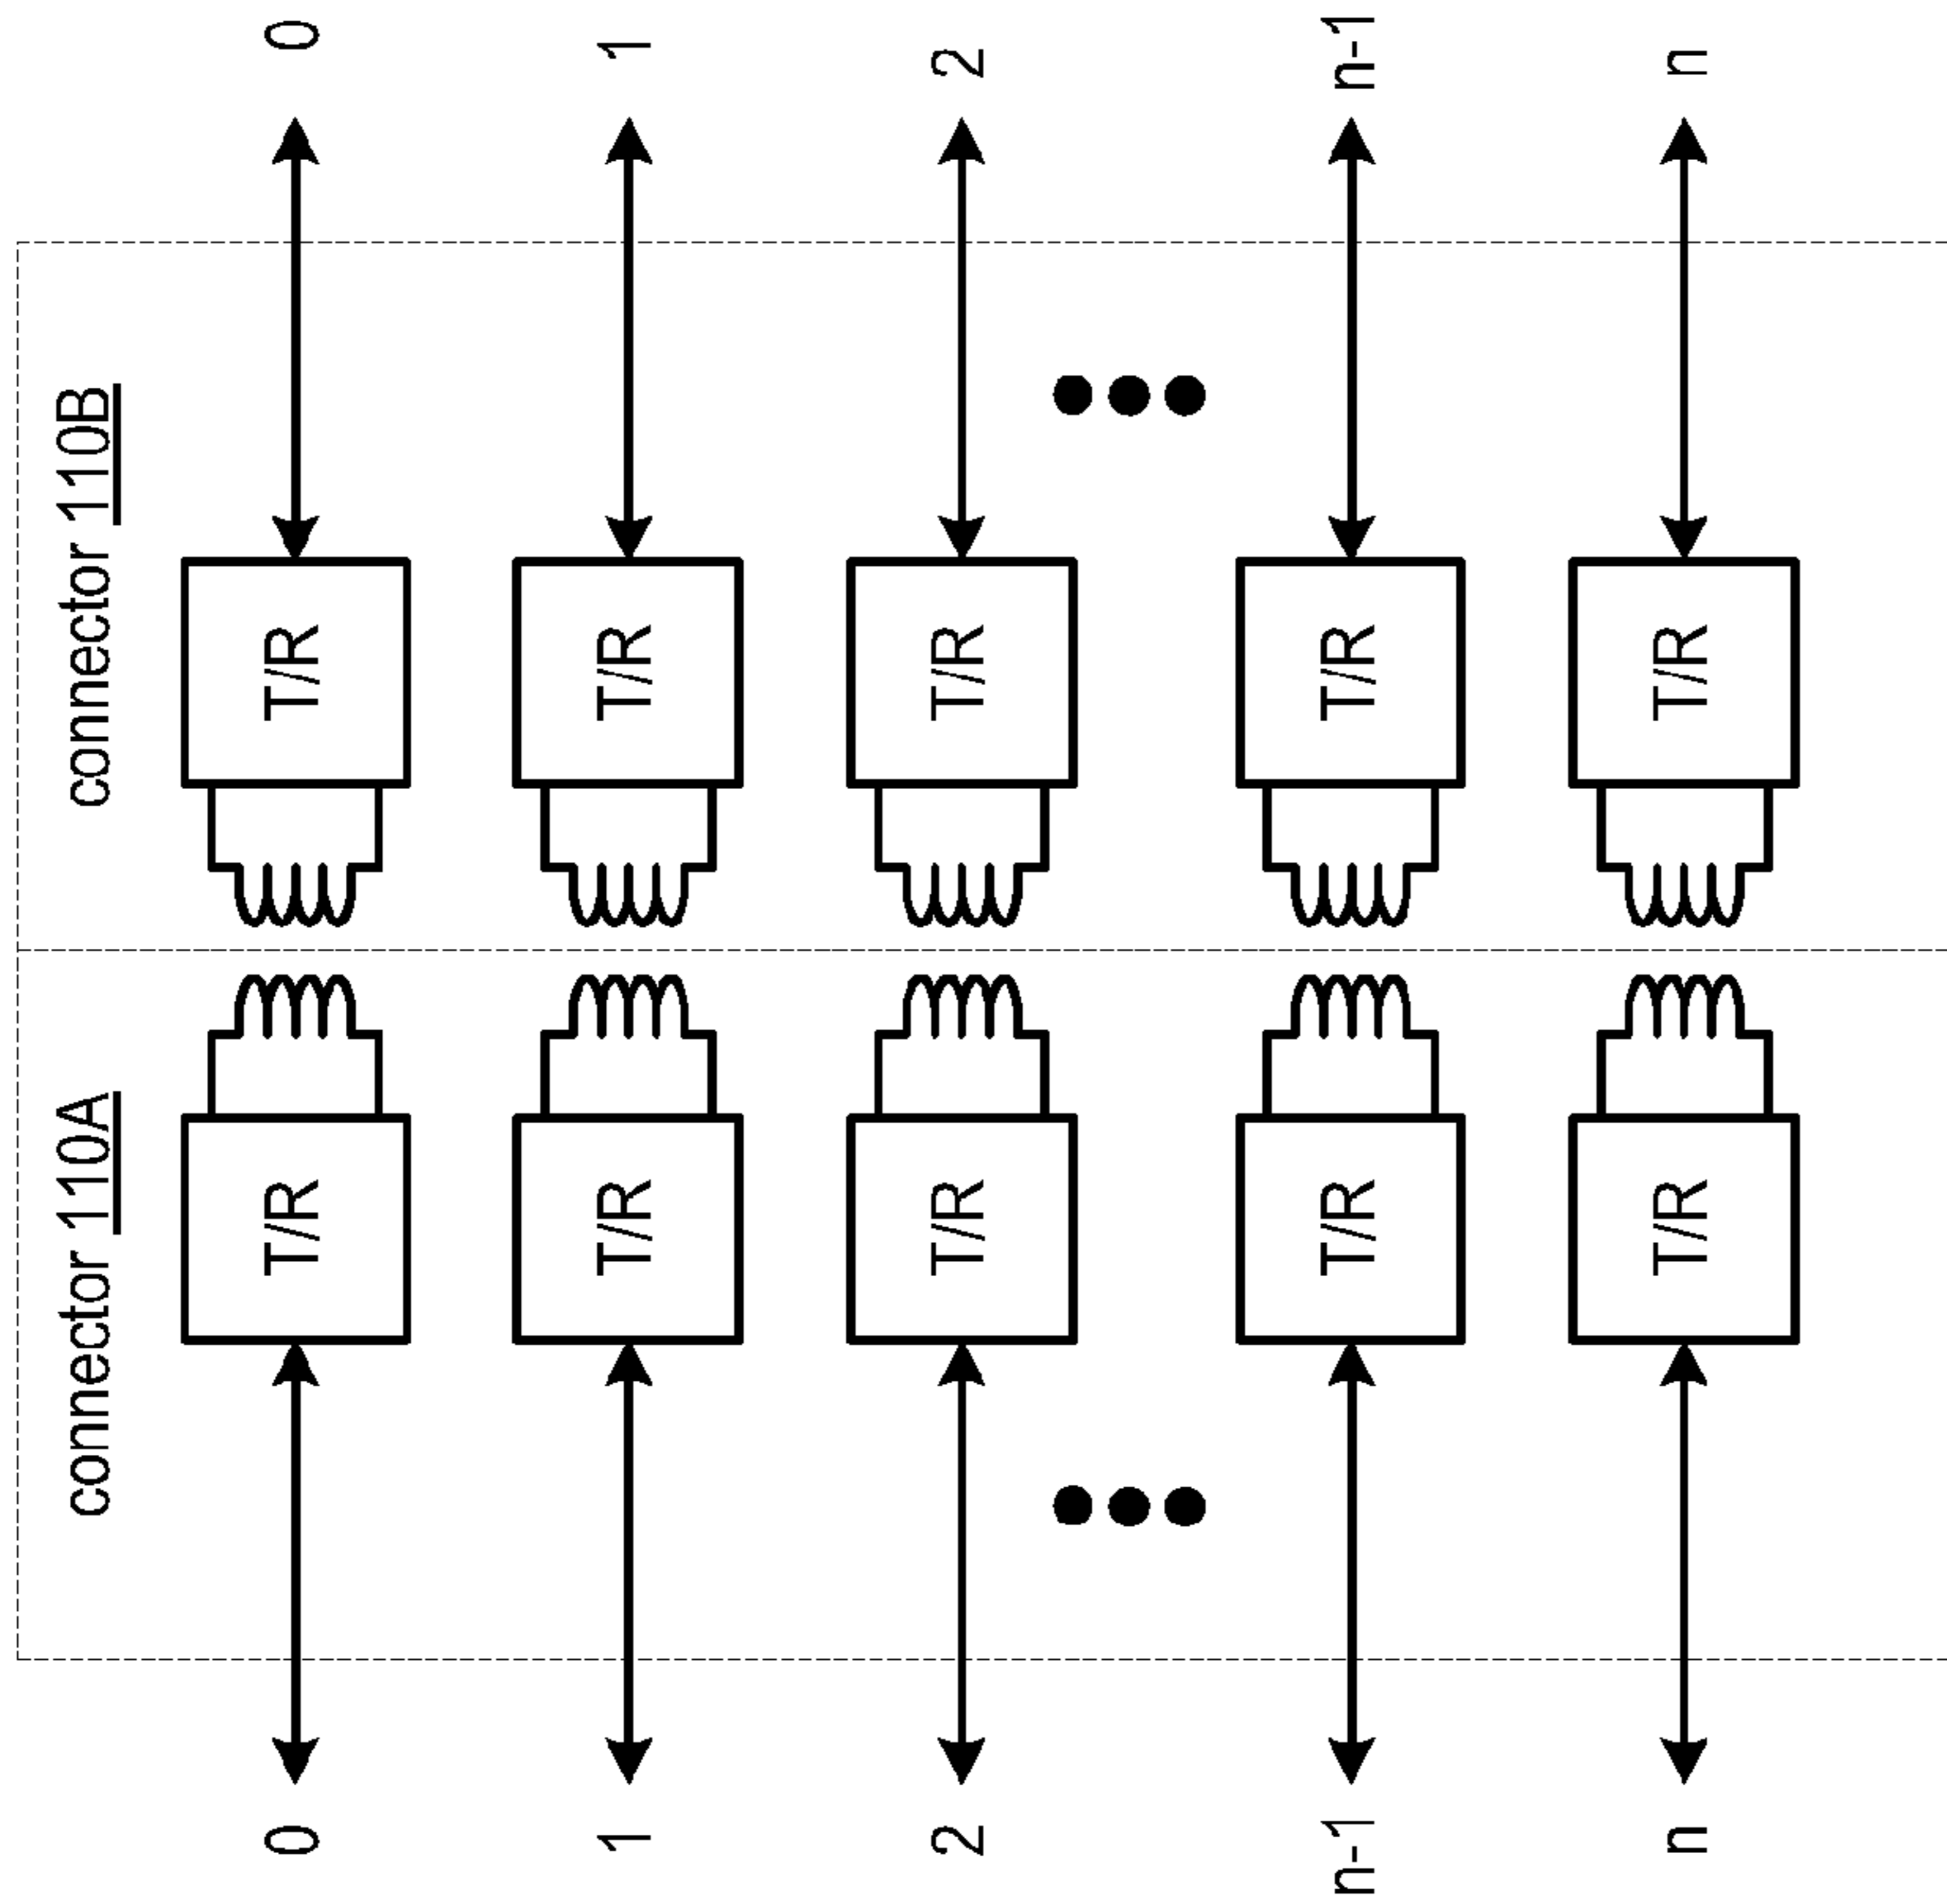 connector 110A connector 110B
0 T/R T/R 0
1 T/R T/R 1
2 T/R T/R 2
n-1 T/R T/R n-1
n T/R T/R n